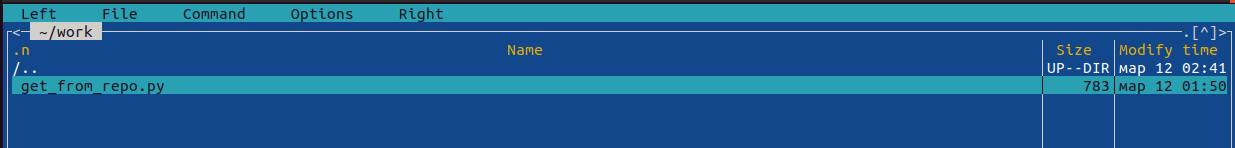 Left File Command Options Right
<─ ~/work ─.[^]>
.n Name Size Modify time
/.. UP--DIR мар 12 02:41
get_from_repo.py 783 мар 12 01:50